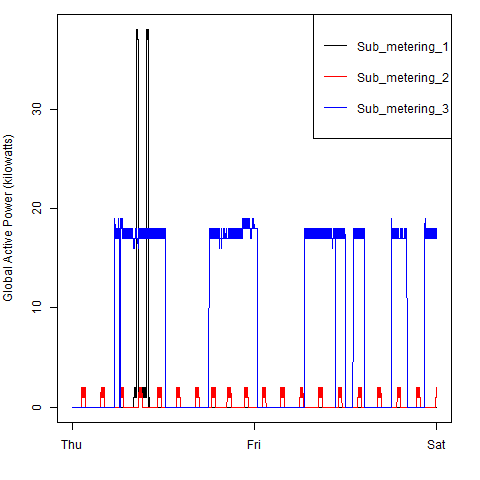 Sub_metering_1
Sub_metering_2
Sub_metering_3
Global Active Power (kilowatts)
30
20
10
0
Thu Fri Sat